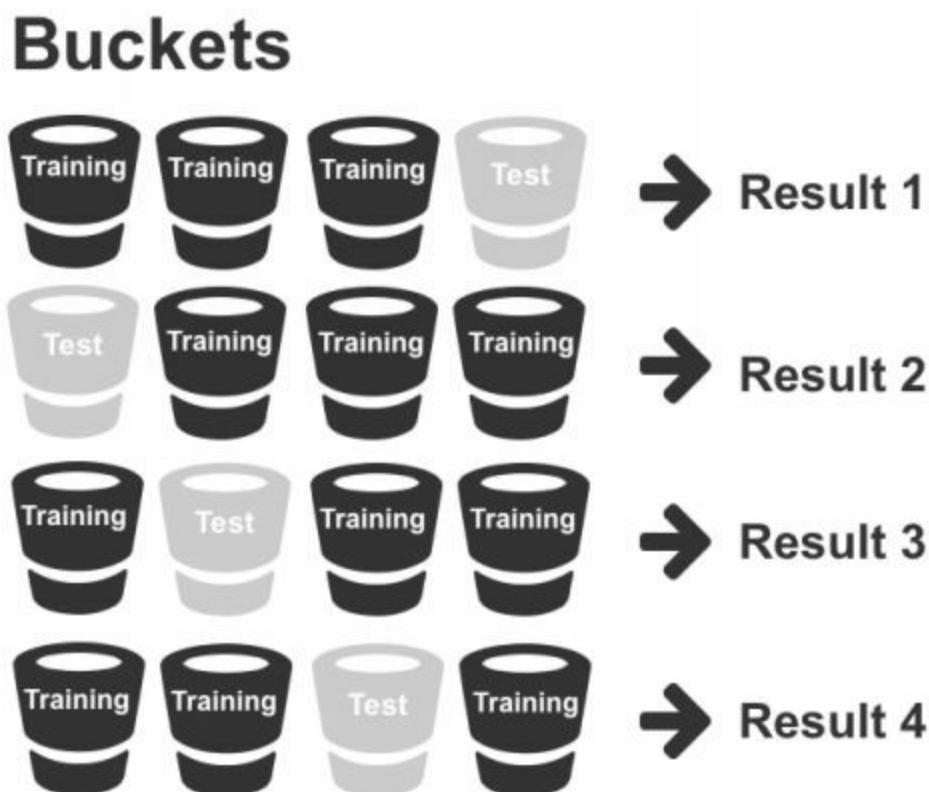 Buckets
Training Training Training Test Result 1
Test Training Training Training Result 2
Training Test Training Training Result 3
Training Training Test Training Result 4